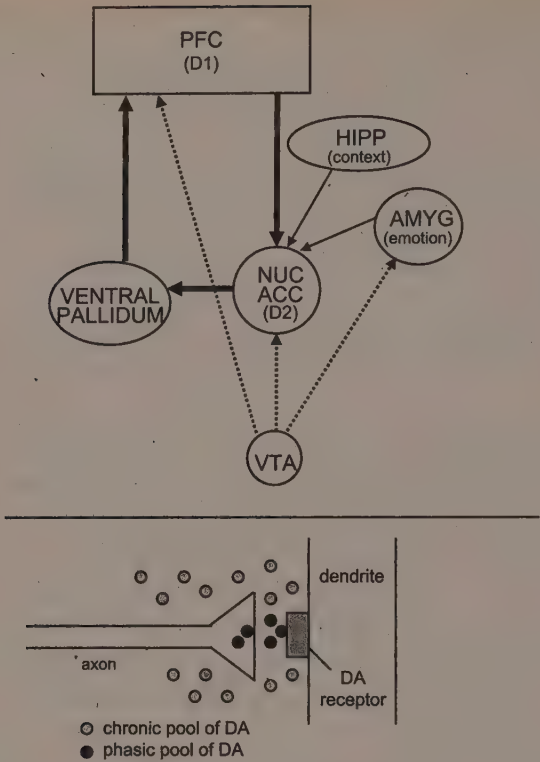 PFC
(D1)
HIPP
(context)
AMYG
(emotion)
NUC
ACC
(D2)
VENTRAL
PALLIDUM
VTA
dendrite
axon
DA
receptor
chronic pool of DA
phasic pool of DA